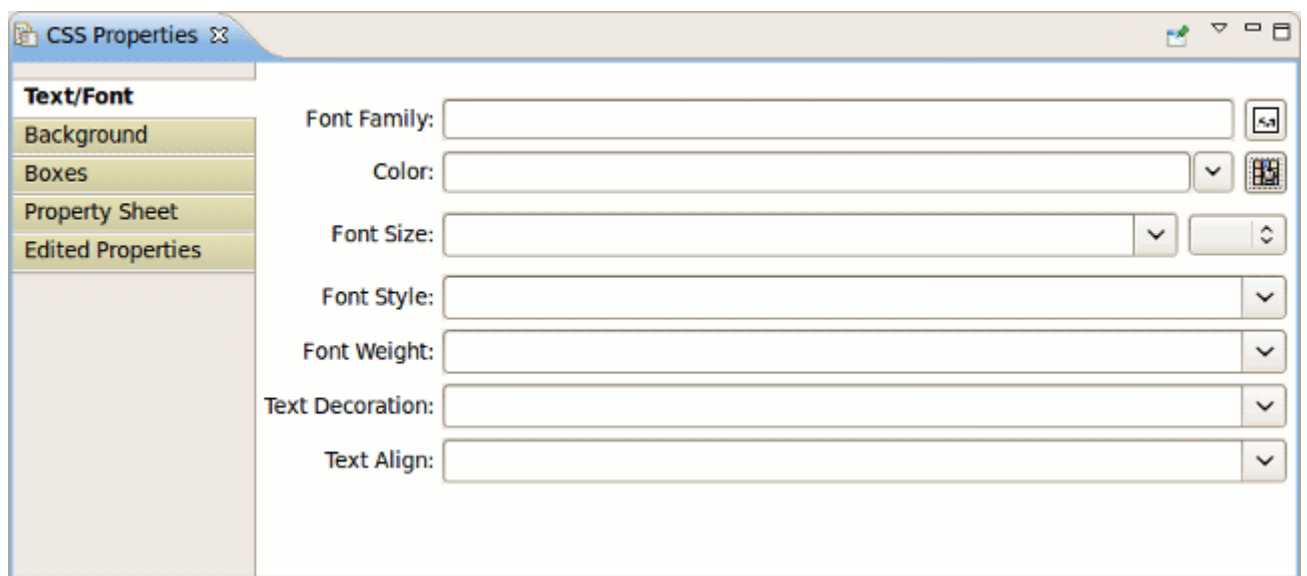 CSS Properties
Text/Font
Background
Boxes
Property Sheet
Edited Properties
Font Family:
Color:
Font Size:
Font Style:
Font Weight:
Text Decoration:
Text Align: